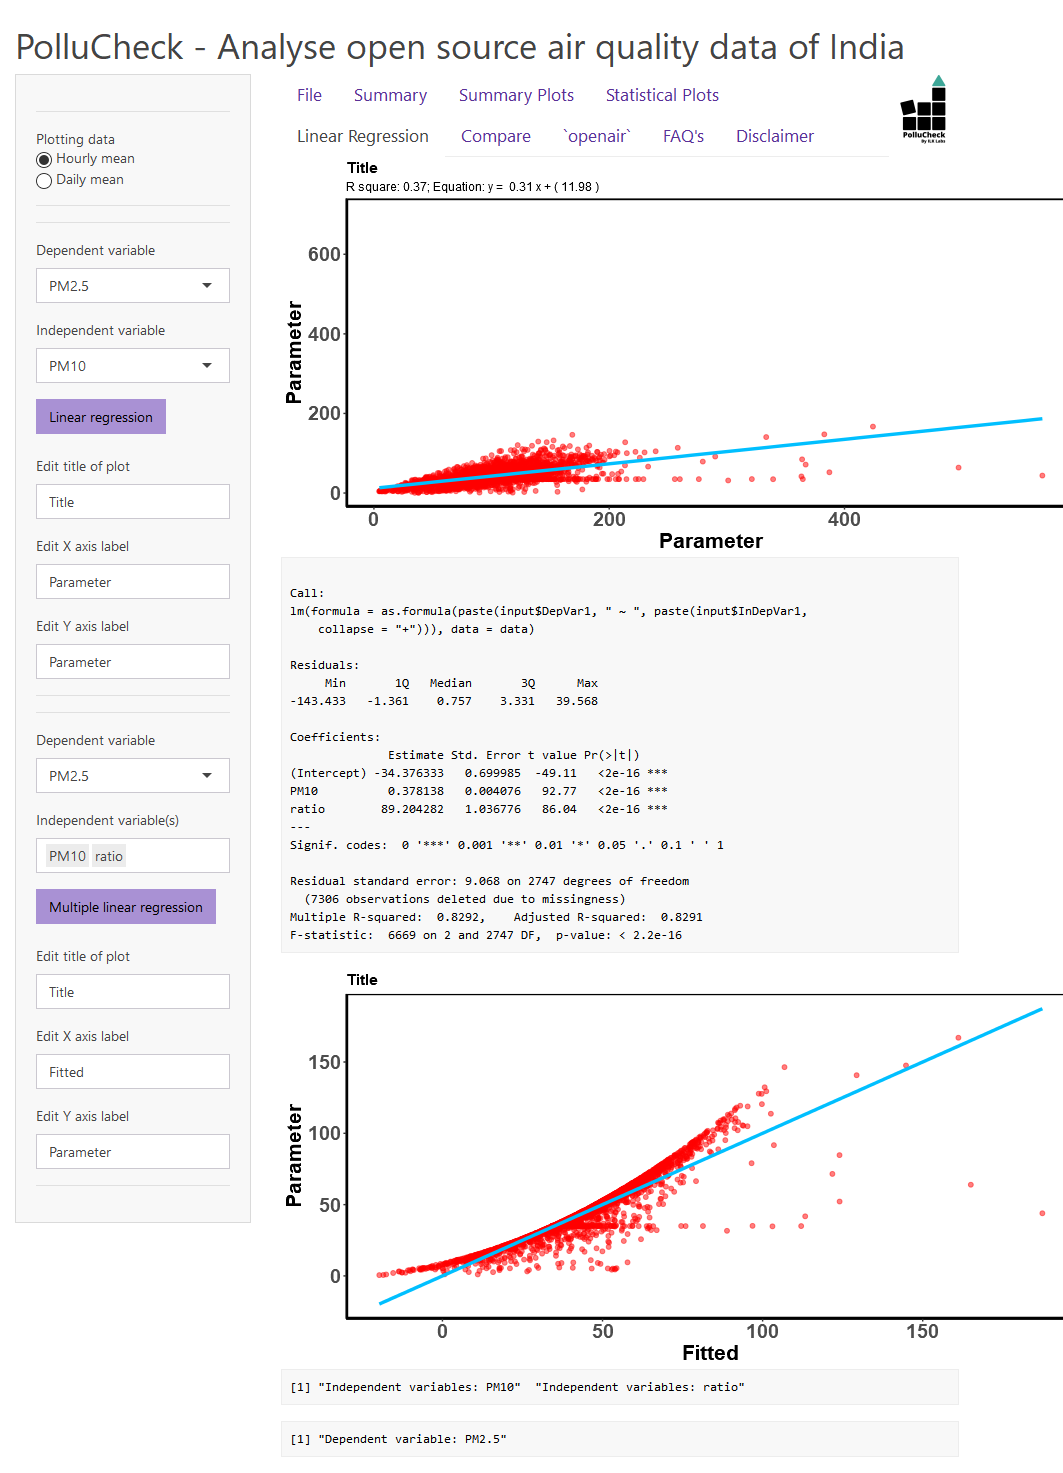 PolluCheck - Analyse open source air quality data of India
Plotting data
Hourly mean
Daily mean
Dependent variable
PM2.5
Independent variable
PM10
Linear regression
Edit title of plot
Title
Edit X axis label
Parameter
Edit Y axis label
Parameter
Dependent variable
PM2.5
Independent variable(s)
PM10 ratio
Multiple linear regression
Edit title of plot
Title
Edit X axis label
Fitted
Edit Y axis label
Parameter
File Summary Summary Plots Statistical Plots
Linear Regression Compare `openair` FAQ's Disclaimer
PolluCheck
By ILK Labs
Title
R square: 0.37; Equation: y = 0.31 x + ( 11.98 )
600
400
200
0
Parameter
0 200 400
Parameter
Call:
lm(formula = as.formula(paste(input$DepVar1, " ~ ", paste(input$InDepVar1,
collapse = "+"))), data = data)
Residuals:
Min 1Q Median 3Q Max
-143.433 -1.361 0.757 3.331 39.568
Coefficients:
Estimate Std. Error t value Pr(>|t|)
(Intercept) -34.376333 0.699985 -49.11 <2e-16 ***
PM10 0.378138 0.004076 92.77 <2e-16 ***
ratio 89.204282 1.036776 86.04 <2e-16 ***
---
Signif. codes: 0 '***' 0.001 '**' 0.01 '*' 0.05 '.' 0.1 ' ' 1
Residual standard error: 9.068 on 2747 degrees of freedom
(7306 observations deleted due to missingness)
Multiple R-squared: 0.8292, Adjusted R-squared: 0.8291
F-statistic: 6669 on 2 and 2747 DF, p-value: < 2.2e-16
Title
150
100
50
0
Parameter
0 50 100 150
Fitted
[1] "Independent variables: PM10" "Independent variables: ratio"
[1] "Dependent variable: PM2.5"